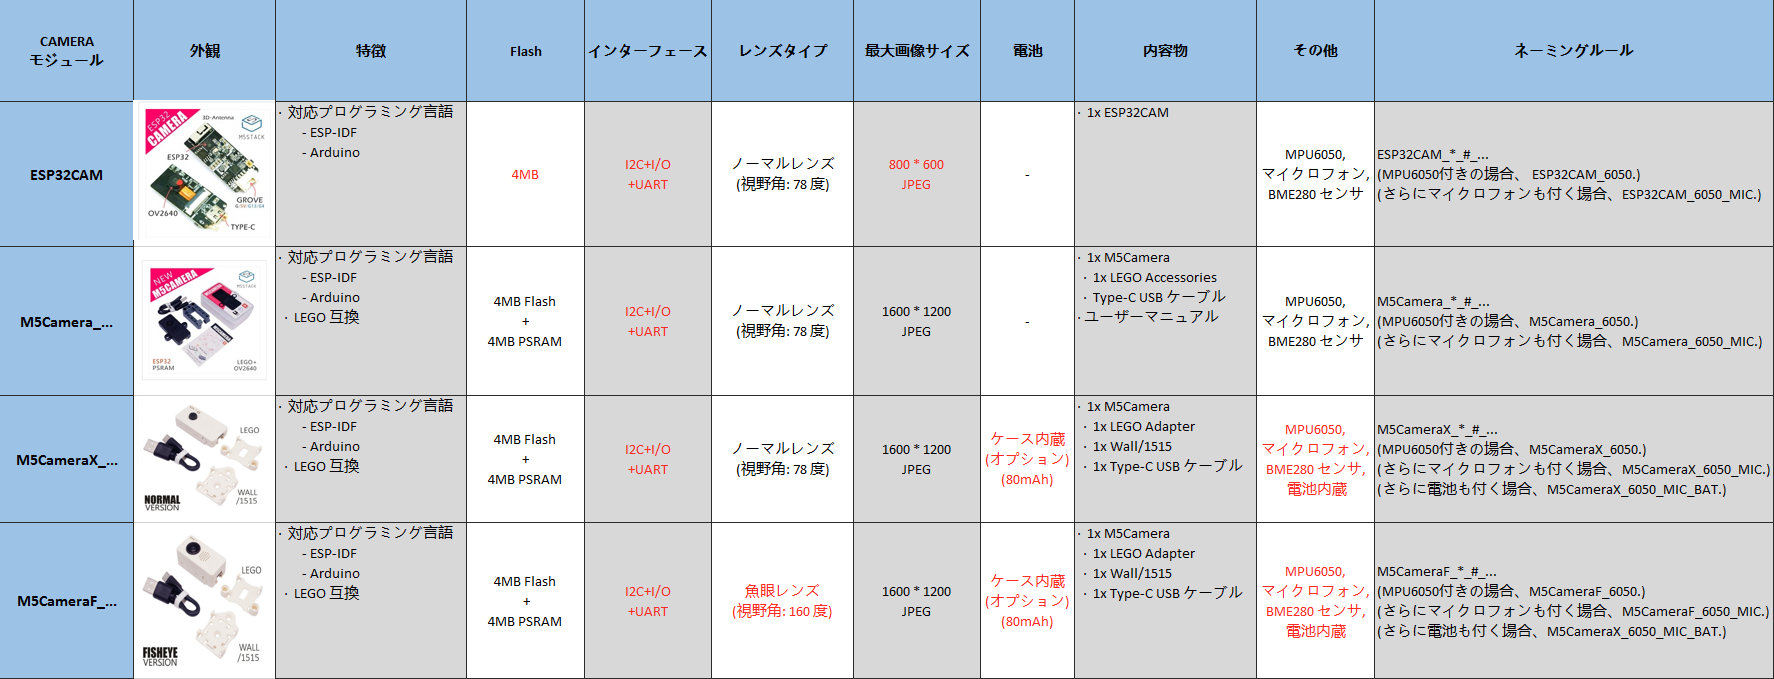 CAMERA
モジュール
外観
特徴
Flash
インターフェース
レンズタイプ
最大画像サイズ
電池
内容物
その他
ネーミングルール
ESP32CAM
ESP32
CAMERA
3D-Antenna
M5STACK
ESP32
OV2640
GROVE
G/5V/G13/G4
TYPE-C
· 対応プログラミング言語
- ESP-IDF
- Arduino
4MB
I2C+I/O
+UART
ノーマルレンズ
(視野角: 78 度)
800 * 600
JPEG
-
· 1x ESP32CAM
MPU6050,
マイクロフォン,
BME280 センサ
ESP32CAM_*_#_...
(MPU6050付きの場合、 ESP32CAM_6050.)
(さらにマイクロフォンも付く場合、ESP32CAM_6050_MIC.)
M5Camera_...
NEW
M5CAMERA
M5STACK
ESP32
PSRAM
LEGO+
OV2640
· 対応プログラミング言語
- ESP-IDF
- Arduino
· LEGO 互換
4MB Flash
+
4MB PSRAM
I2C+I/O
+UART
ノーマルレンズ
(視野角: 78 度)
1600 * 1200
JPEG
-
· 1x M5Camera
· 1x LEGO Accessories
· Type-C USB ケーブル
·ユーザーマニュアル
MPU6050,
マイクロフォン,
BME280 センサ
M5Camera_*_#_...
(MPU6050付きの場合、M5Camera_6050.)
(さらにマイクロフォンも付く場合、M5Camera_6050_MIC.)
M5CameraX_...
LEGO
WALL
/1515
NORMAL
VERSION
· 対応プログラミング言語
- ESP-IDF
- Arduino
· LEGO 互換
4MB Flash
+
4MB PSRAM
I2C+I/O
+UART
ノーマルレンズ
(視野角: 78 度)
1600 * 1200
JPEG
ケース内蔵
(オプション)
(80mAh)
· 1x M5Camera
· 1x LEGO Adapter
· 1x Wall/1515
· 1x Type-C USB ケーブル
MPU6050,
マイクロフォン,
BME280 センサ,
電池内蔵
M5CameraX_*_#_...
(MPU6050付きの場合、M5CameraX_6050.)
(さらにマイクロフォンも付く場合、M5CameraX_6050_MIC.)
(さらに電池も付く場合、M5CameraX_6050_MIC_BAT.)
M5CameraF_...
LEGO
WALL
/1515
FISHEYE
VERSION
· 対応プログラミング言語
- ESP-IDF
- Arduino
· LEGO 互換
4MB Flash
+
4MB PSRAM
I2C+I/O
+UART
魚眼レンズ
(視野角: 160 度)
1600 * 1200
JPEG
ケース内蔵
(オプション)
(80mAh)
· 1x M5Camera
· 1x LEGO Adapter
· 1x Wall/1515
· 1x Type-C USB ケーブル
MPU6050,
マイクロフォン,
BME280 センサ,
電池内蔵
M5CameraF_*_#_...
(MPU6050付きの場合、M5CameraF_6050.)
(さらにマイクロフォンも付く場合、M5CameraF_6050_MIC.)
(さらに電池も付く場合、M5CameraX_6050_MIC_BAT.)